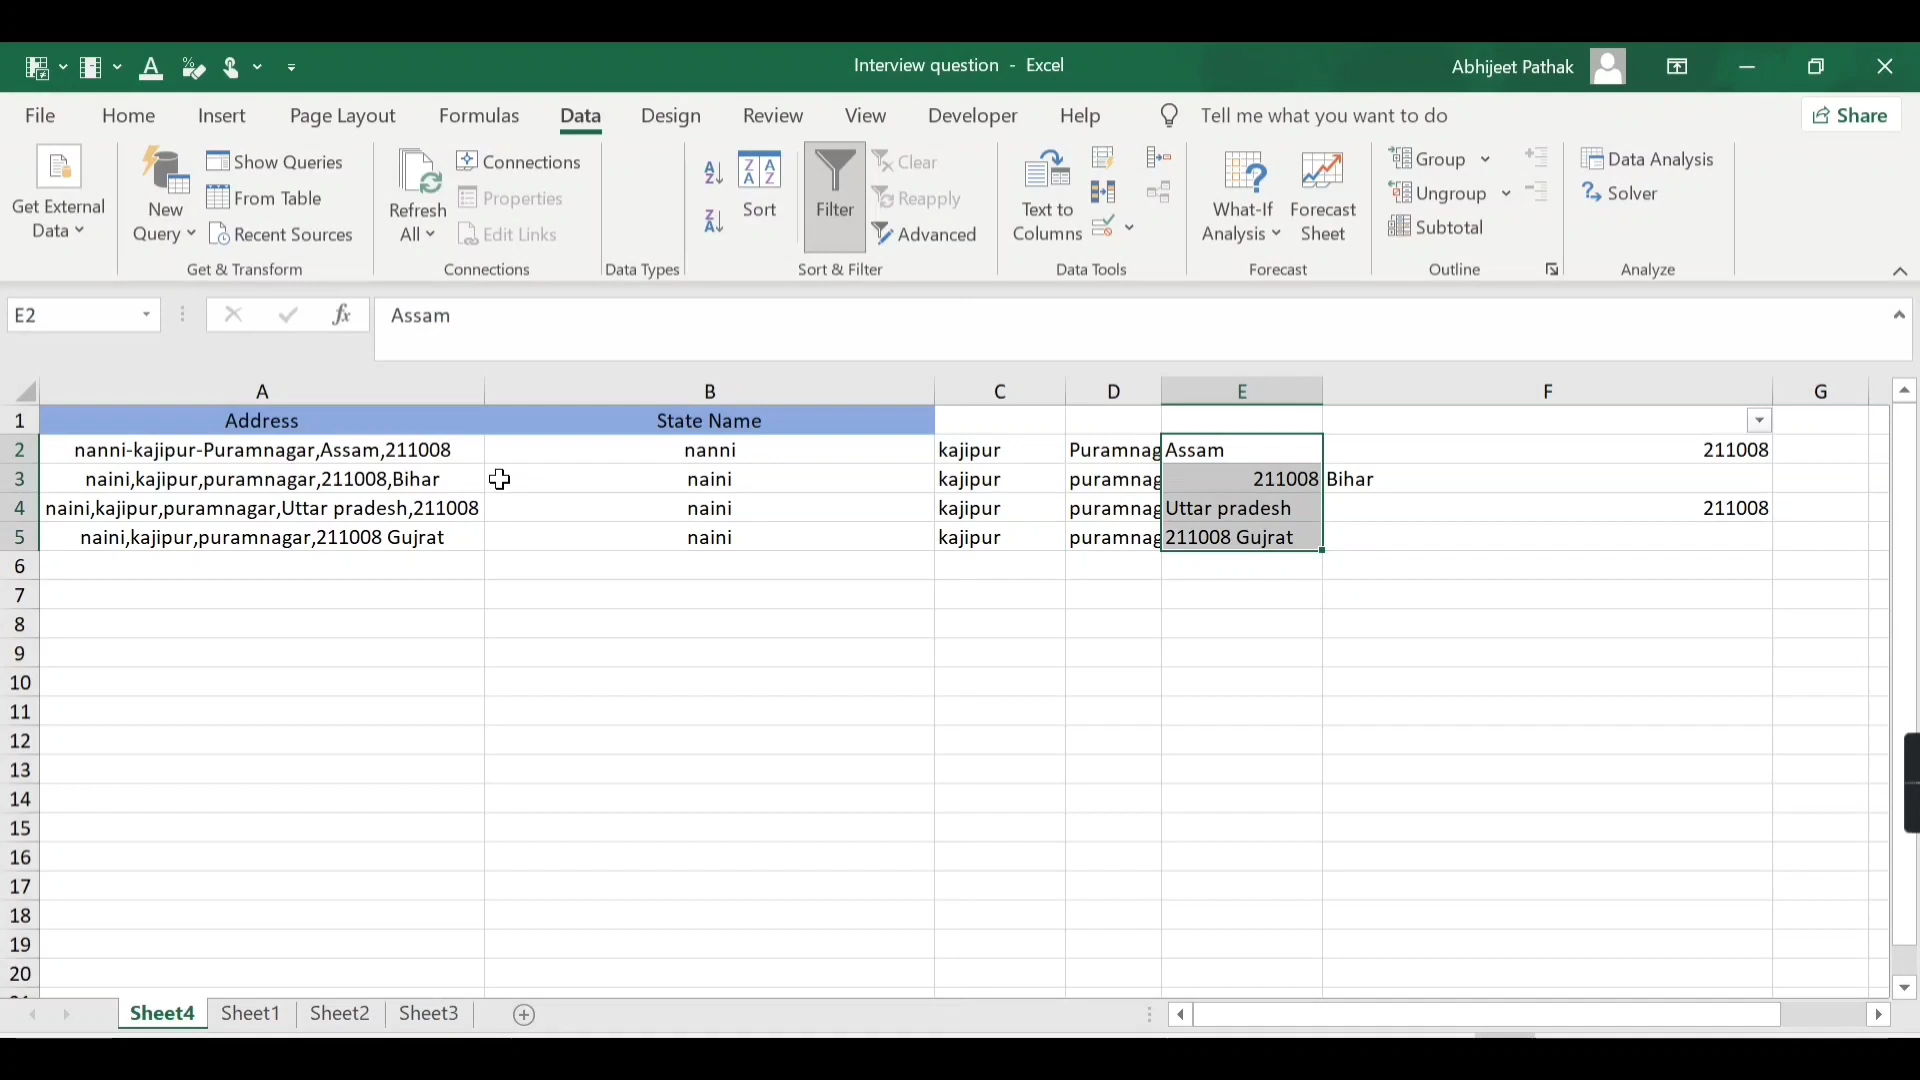 Interview question - Excel
Abhijeet Pathak
File Home Insert Page Layout Formulas Data Design Review View Developer Help Tell me what you want to do Share
Get External Data
New Query
Show Queries
From Table
Recent Sources
Get & Transform
Refresh All
Connections
Properties
Edit Links
Connections
Data Types
Sort
Filter
Clear
Reapply
Advanced
Sort & Filter
Text to Columns
Data Tools
What-If Analysis
Forecast Sheet
Forecast
Group
Ungroup
Subtotal
Outline
Data Analysis
Solver
Analyze
E2 fx Assam
A B C D E F G
1 Address State Name
2 nanni-kajipur-Puramnagar,Assam,211008 nanni kajipur Puramnag Assam 211008
3 naini,kajipur,puramnagar,211008,Bihar naini kajipur puramnag 211008 Bihar
4 naini,kajipur,puramnagar,Uttar pradesh,211008 naini kajipur puramnag Uttar pradesh 211008
5 naini,kajipur,puramnagar,211008 Gujrat naini kajipur puramnag 211008 Gujrat
6
7
8
9
10
11
12
13
14
15
16
17
18
19
20
Sheet4 Sheet1 Sheet2 Sheet3